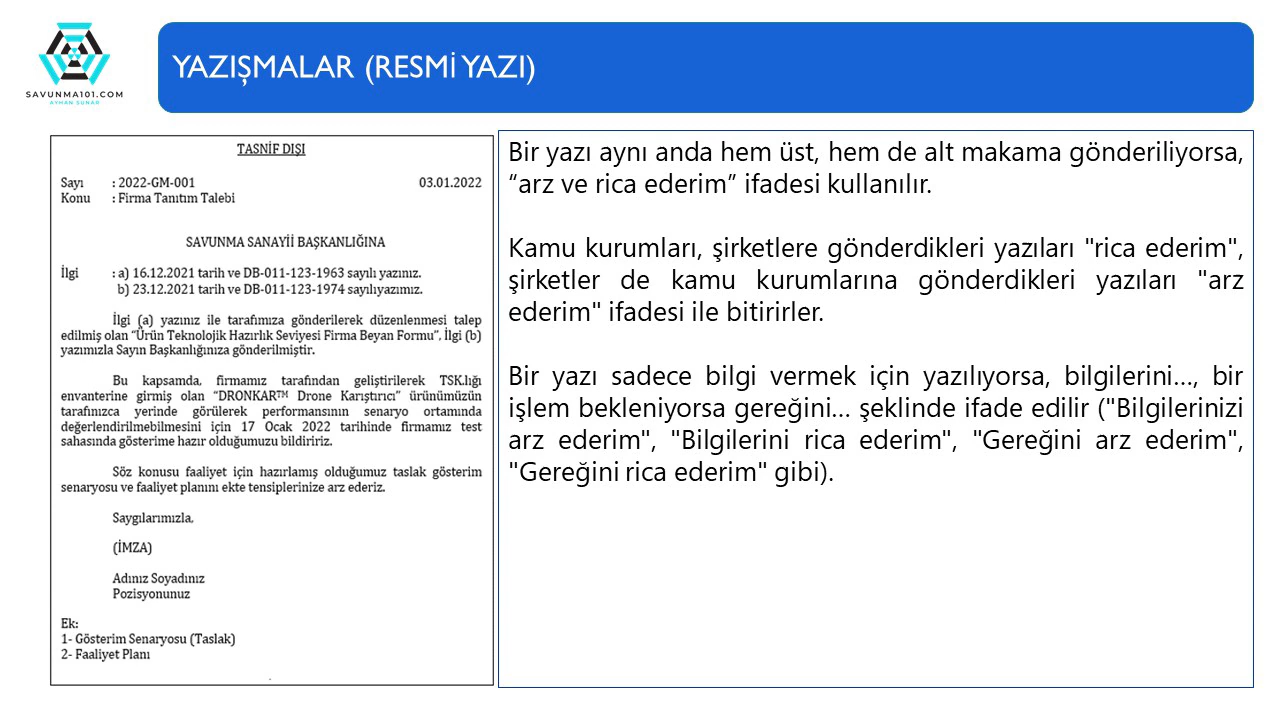 SAVUNMA101.COM
AYHAN SUNAR
YAZIŞMALAR (RESMİ YAZI)
TASNİF DIŞI
Sayı : 2022-GM-001 03.01.2022
Konu : Firma Tanıtım Talebi
SAVUNMA SANAYİİ BAŞKANLIĞINA
İlgi : a) 16.12.2021 tarih ve DB-011-123-1963 sayılı yazınız.
b) 23.12.2021 tarih ve DB-011-123-1974 sayılıyazımız.
İlgi (a) yazınız ile tarafımıza gönderilerek düzenlenmesi talep
edilmiş olan “Ürün Teknolojik Hazırlık Seviyesi Firma Beyan Formu”, İlgi (b)
yazımızla Sayın Başkanlığınıza gönderilmiştir.
Bu kapsamda, firmamız tarafından geliştirilerek TSK.lığı
envanterine girmiş olan “DRONKAR™ Drone Karıştırıcı” ürünümüzün
tarafınızca yerinde görülerek performansının senaryo ortamında
değerlendirilmebilmesini için 17 Ocak 2022 tarihinde firmamız test
sahasında gösterime hazır olduğumuzu bildiririz.
Söz konusu faaliyet için hazırlamış olduğumuz taslak gösterim
senaryosu ve faaliyet planını ekte tensiplerinize arz ederiz.
Saygılarımızla,
(İMZA)
Adınız Soyadınız
Pozisyonunuz
Ek:
1- Gösterim Senaryosu (Taslak)
2- Faaliyet Planı
Bir yazı aynı anda hem üst, hem de alt makama gönderiliyorsa,
“arz ve rica ederim” ifadesi kullanılır.
Kamu kurumları, şirketlere gönderdikleri yazıları "rica ederim",
şirketler de kamu kurumlarına gönderdikleri yazıları "arz
ederim" ifadesi ile bitirirler.
Bir yazı sadece bilgi vermek için yazılıyorsa, bilgilerini…, bir
işlem bekleniyorsa gereğini… şeklinde ifade edilir ("Bilgilerinizi
arz ederim", "Bilgilerini rica ederim", "Gereğini arz ederim",
"Gereğini rica ederim" gibi).